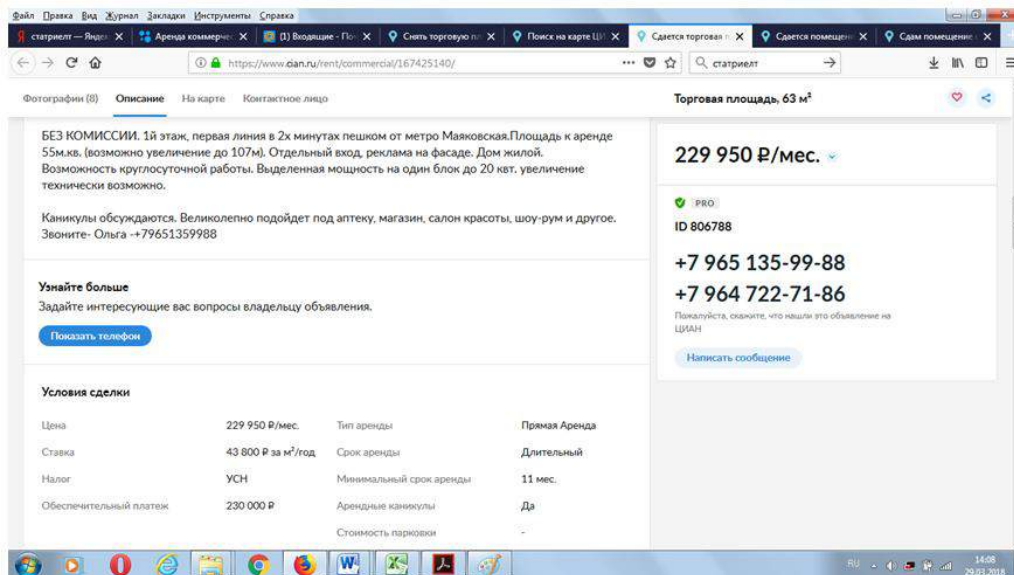 Файл Правка Вид Журнал Закладки Инструменты Справка
статриелт — Яндек
Аренда коммерчес
(1) Входящие - По
Снять торговую пл
Поиск на карте ЦИ
Сдается торговая п
Сдается помещени
Сдам помещение
https://www.cian.ru/rent/commercial/167425140/
статриелт
Фотографии (8) Описание На карте Контактное лицо
Торговая площадь, 63 м²
БЕЗ КОМИССИИ. 1й этаж, первая линия в 2х минутах пешком от метро Маяковская.Площадь к аренде
55м.кв. (возможно увеличение до 107м). Отдельный вход, реклама на фасаде. Дом жилой.
Возможность круглосуточной работы. Выделенная мощность на один блок до 20 квт. увеличение
технически возможно.
Каникулы обсуждаются. Великолепно подойдет под аптеку, магазин, салон красоты, шоу-рум и другое.
Звоните- Ольга -+79651359988
Узнайте больше
Задайте интересующие вас вопросы владельцу объявления.
Показать телефон
229 950 ₽/мес.
PRO
ID 806788
+7 965 135-99-88
+7 964 722-71-86
Пожалуйста, скажите, что нашли это объявление на
ЦИАН
Написать сообщение
Условия сделки
Цена 229 950 ₽/мес. Тип аренды Прямая Аренда
Ставка 43 800 ₽ за м²/год Срок аренды Длительный
Налог УСН Минимальный срок аренды 11 мес.
Обеспечительный платеж 230 000 ₽ Арендные каникулы Да
Стоимость парковки -
RU 14:08
29.03.2018